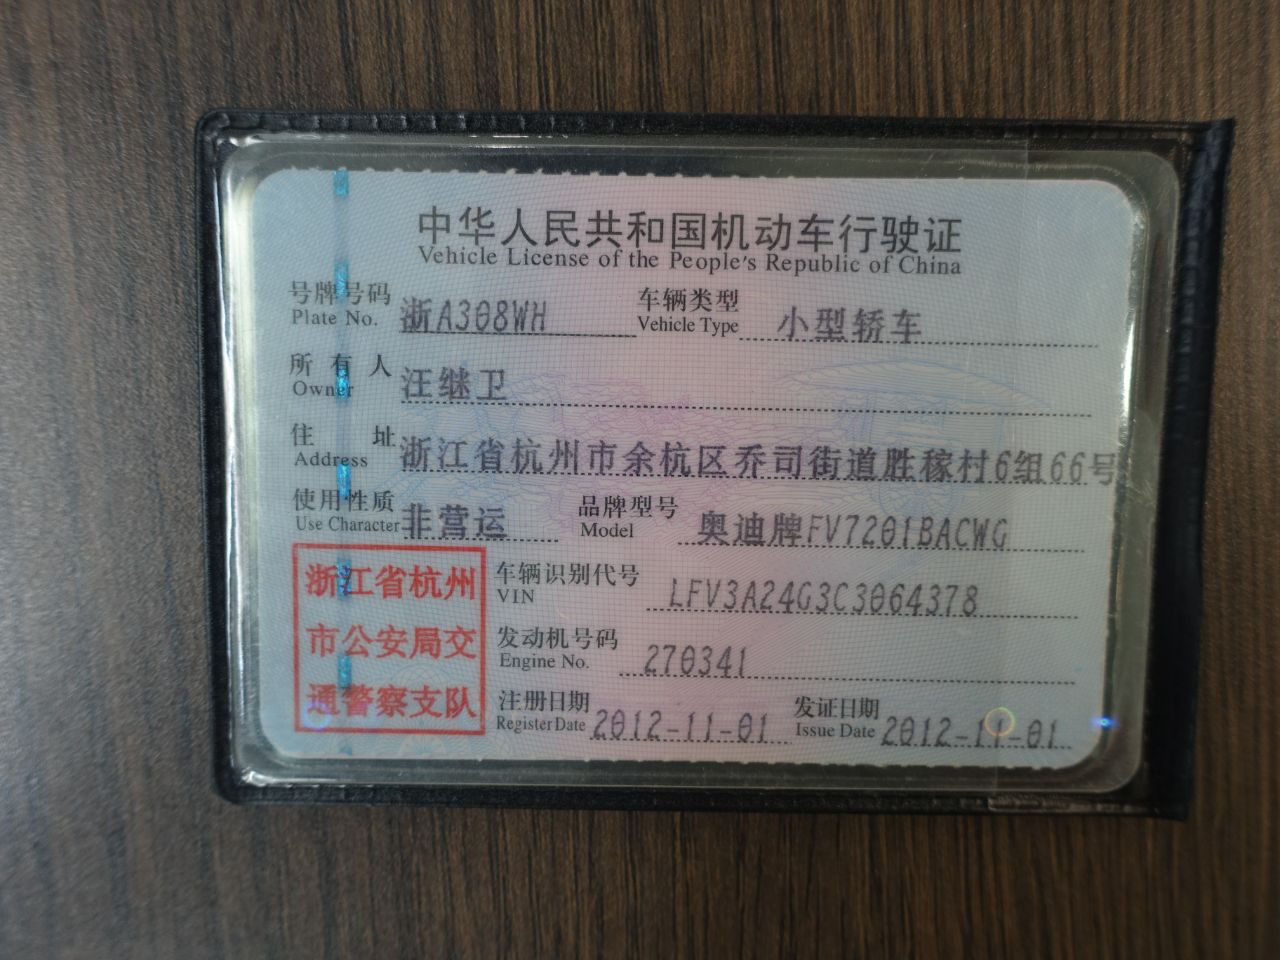 中华人民共和国机动车行驶证
Vehicle License of the People's Republic of China
号牌号码 浙A308WH 车辆类型 小型轿车
Plate No. Vehicle Type
所有人 汪继卫
Owner
住址 浙江省杭州市余杭区乔司街道胜稼村6组66号
Address
使用性质 非营运 品牌型号 奥迪牌FV7201BACWG
Use Character Model
浙江省杭州
市公安局交
通警察支队
车辆识别代号 LFV3A24G3C3064378
VIN
发动机号码 270341
Engine No.
注册日期 2012-11-01 发证日期 2012-11-01
Register Date Issue Date